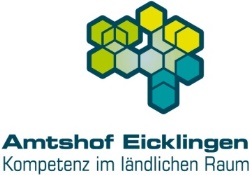 Amtshof Eicklingen
Kompetenz im ländlichen Raum